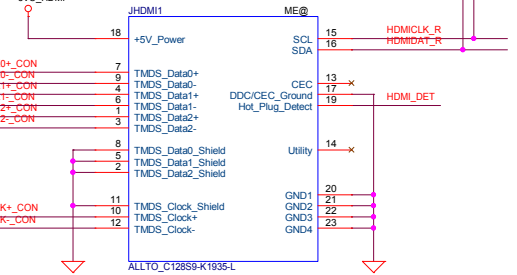 JHDMI1 ME@
18 +5V_Power SCL 15 HDMICLK_R
SDA 16 HDMIDAT_R
0+_CON 7 TMDS_Data0+
0-_CON 9 TMDS_Data0- CEC 13
1+_CON 4 TMDS_Data1+ DDC/CEC_Ground 17
1-_CON 6 TMDS_Data1- Hot_Plug_Detect 19 HDMI_DET
2+_CON 1 TMDS_Data2+
2-_CON 3 TMDS_Data2-
8 TMDS_Data0_Shield Utility 14
5 TMDS_Data1_Shield
2 TMDS_Data2_Shield
GND1 20
11 TMDS_Clock_Shield GND2 21
K+_CON 10 TMDS_Clock+ GND3 22
K-_CON 12 TMDS_Clock- GND4 23
ALLTO_C128S9-K1935-L